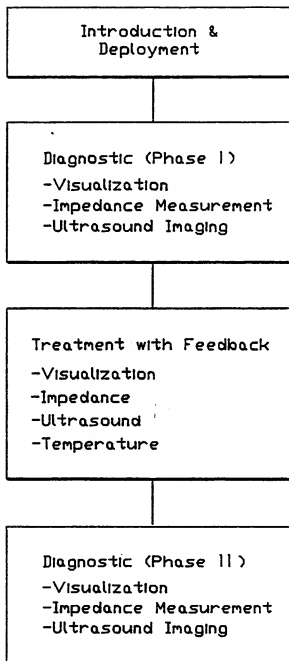 Introduction &
Deployment
Diagnostic (Phase I)
-Visualization
-Impedance Measurement
-Ultrasound Imaging
Treatment with Feedback
-Visualization
-Impedance
-Ultrasound
-Temperature
Diagnostic (Phase II)
-Visualization
-Impedance Measurement
-Ultrasound Imaging